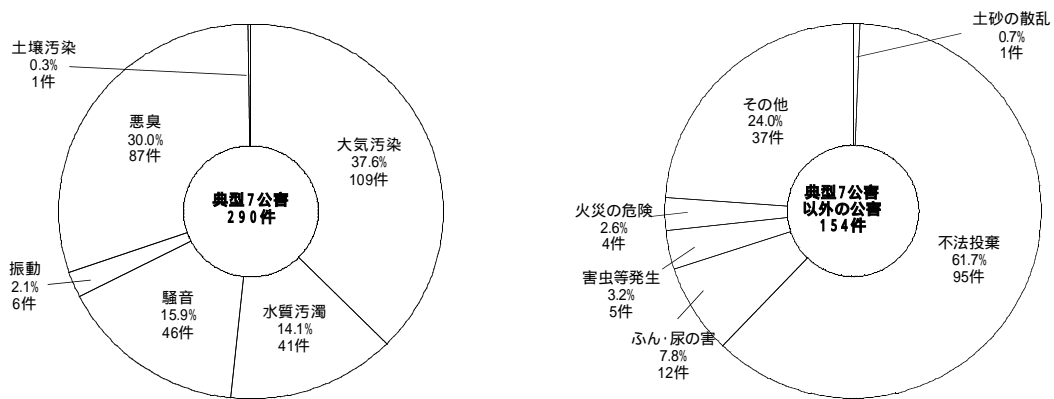 土壌汚染
0.3%
1件
悪臭
30.0%
87件
大気汚染
37.6%
109件
典型7公害
290件
振動
2.1%
6件
騒音
15.9%
46件
水質汚濁
14.1%
41件
土砂の散乱
0.7%
1件
その他
24.0%
37件
典型7公害
以外の公害
154件
火災の危険
2.6%
4件
不法投棄
61.7%
95件
害虫等発生
3.2%
5件
ふん・尿の害
7.8%
12件